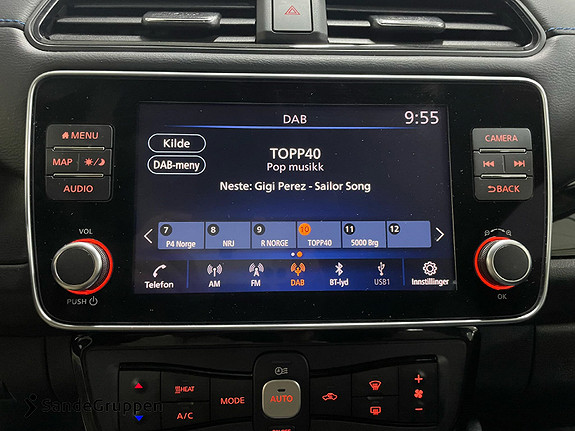 DAB 9:55
MENU
MAP
AUDIO
VOL
PUSH
Kilde
DAB-meny
TOPP40
Pop musikk
Neste: Gigi Perez - Sailor Song
7 8 9 10 11 12
P4 Norge NRJ R NORGE TOPP40 5000 Brg
Telefon AM FM DAB BT-lyd USB1 Innstillinger
CAMERA
BACK
OK
HEAT
A/C
MODE
AUTO
SandeGruppen